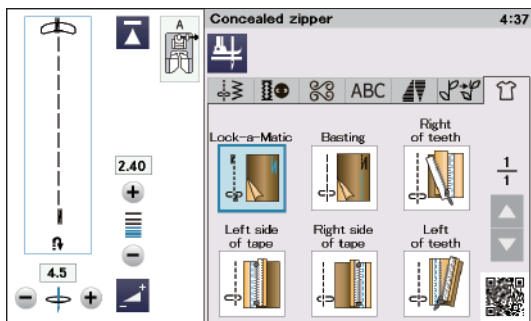 Concealed zipper
4:37
A
ABC
2.40
4.5
Lock-a-Matic
Basting
Right
of teeth
1
1
Left side
of tape
Right side
of tape
Left
of teeth